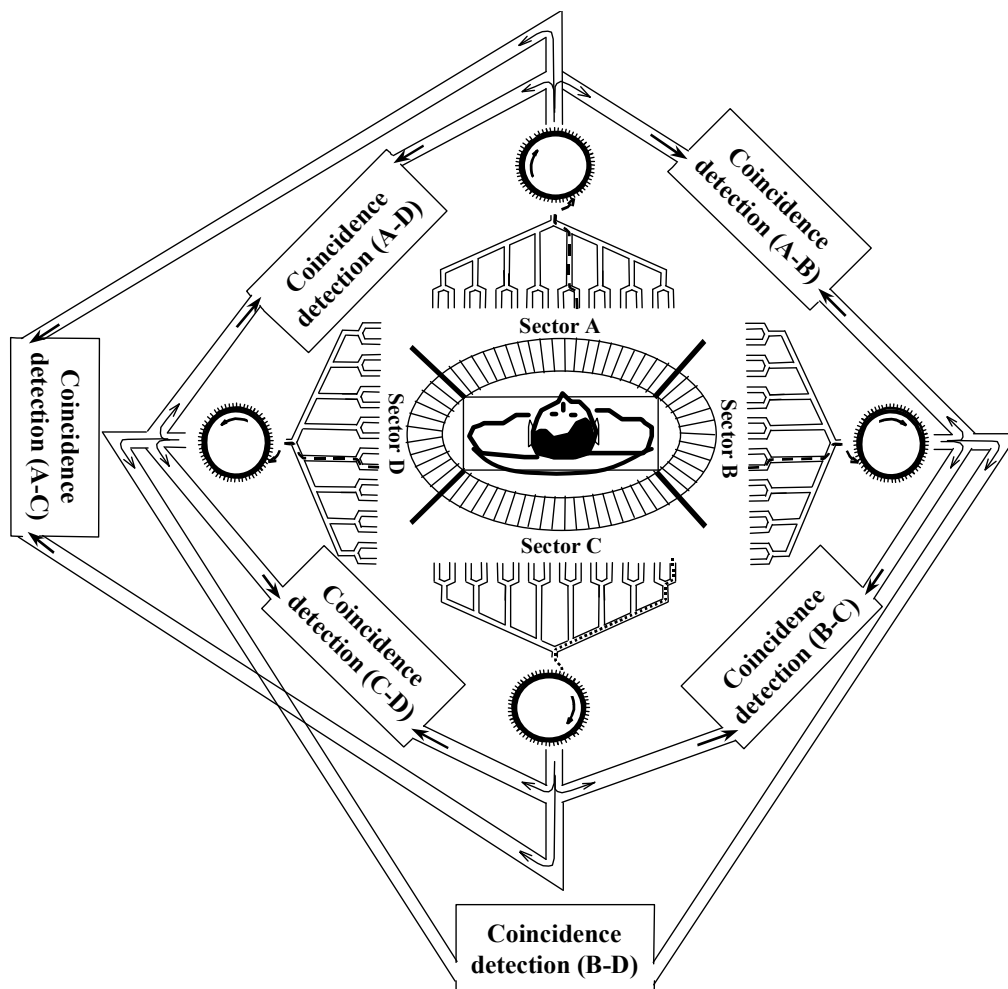 Coincidence
detection (A-D)
Coincidence
detection (A-B)
Sector A
Coincidence
detection (A-C)
Sector D
Sector B
Sector C
Coincidence
detection (C-D)
Coincidence
detection (B-C)
Coincidence
detection (B-D)